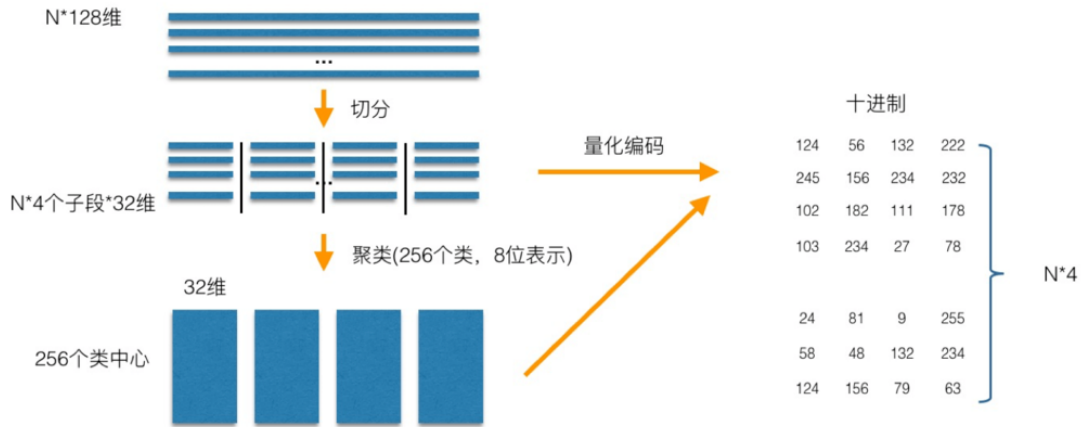 N*128维
...
切分
N*4个子段*32维
...
聚类(256个类，8位表示)
32维
256个类中心
量化编码
十进制
124 56 132 222
245 156 234 232
102 182 111 178
103 234 27 78
24 81 9 255
58 48 132 234
124 156 79 63
N*4